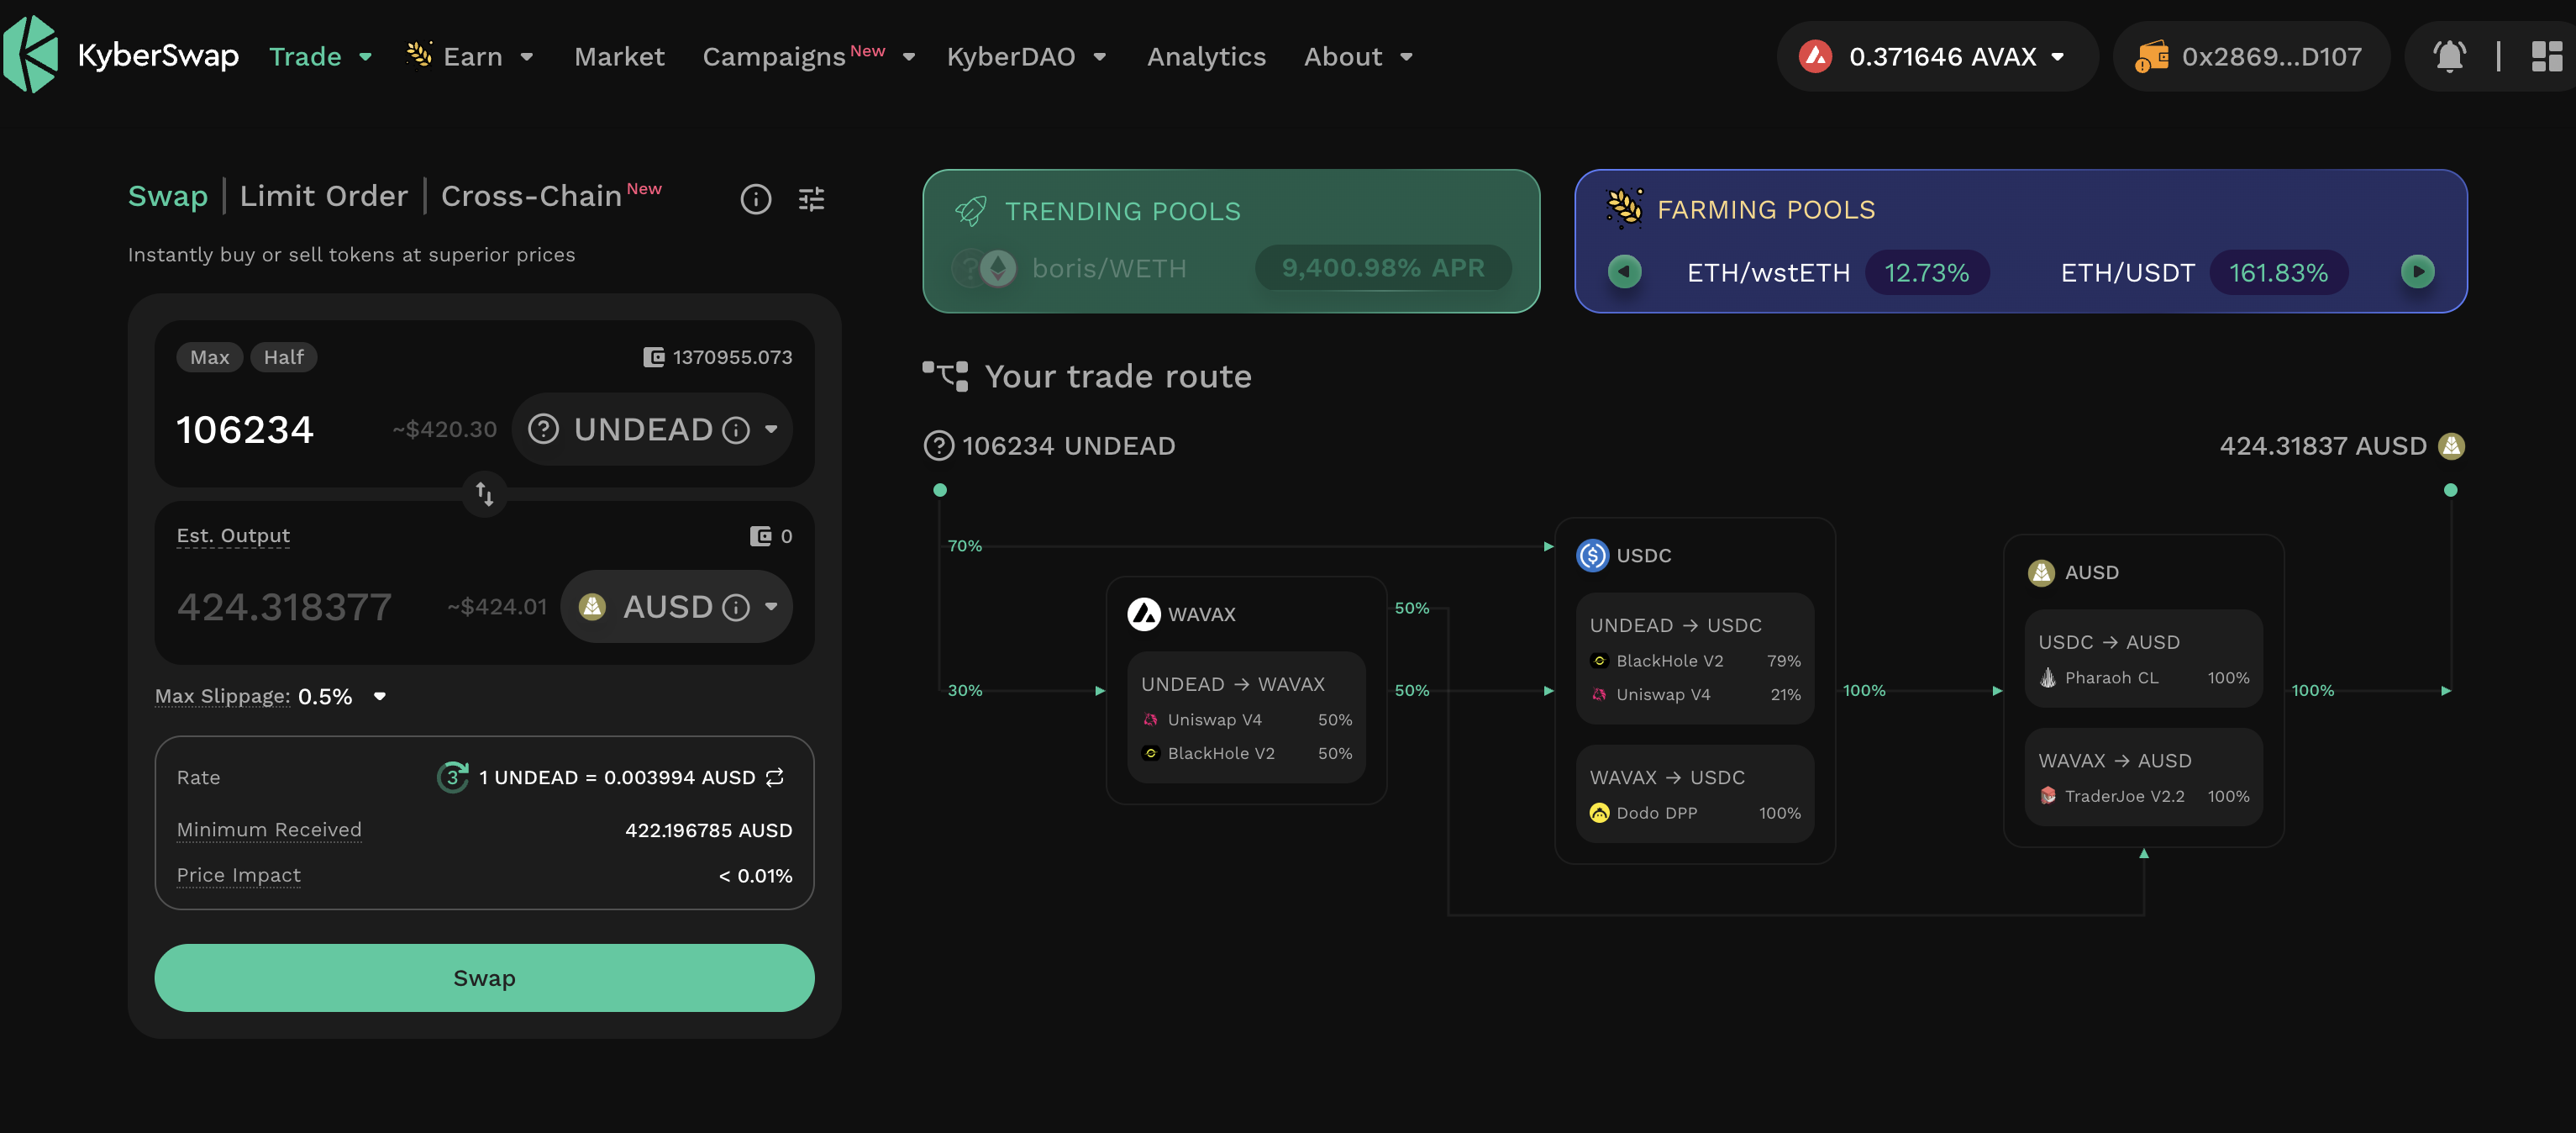 KyberSwap
Trade
Earn
Market
Campaigns New
KyberDAO
Analytics
About
0.371646 AVAX
0x2869...D107
Swap | Limit Order | Cross-Chain New
Instantly buy or sell tokens at superior prices
Max
Half
1370955.073
106234
~$420.30
UNDEAD
Est. Output
0
424.318377
~$424.01
AUSD
Max Slippage: 0.5%
Rate
3
1 UNDEAD = 0.003994 AUSD
Minimum Received
422.196785 AUSD
Price Impact
< 0.01%
Swap
TRENDING POOLS
boris/WETH
9,400.98% APR
FARMING POOLS
ETH/wstETH
12.73%
ETH/USDT
161.83%
Your trade route
106234 UNDEAD
424.31837 AUSD
70%
30%
WAVAX
UNDEAD → WAVAX
Uniswap V4 50%
BlackHole V2 50%
50%
50%
USDC
UNDEAD → USDC
BlackHole V2 79%
Uniswap V4 21%
WAVAX → USDC
Dodo DPP 100%
100%
AUSD
USDC → AUSD
Pharaoh CL 100%
WAVAX → AUSD
TraderJoe V2.2 100%
100%